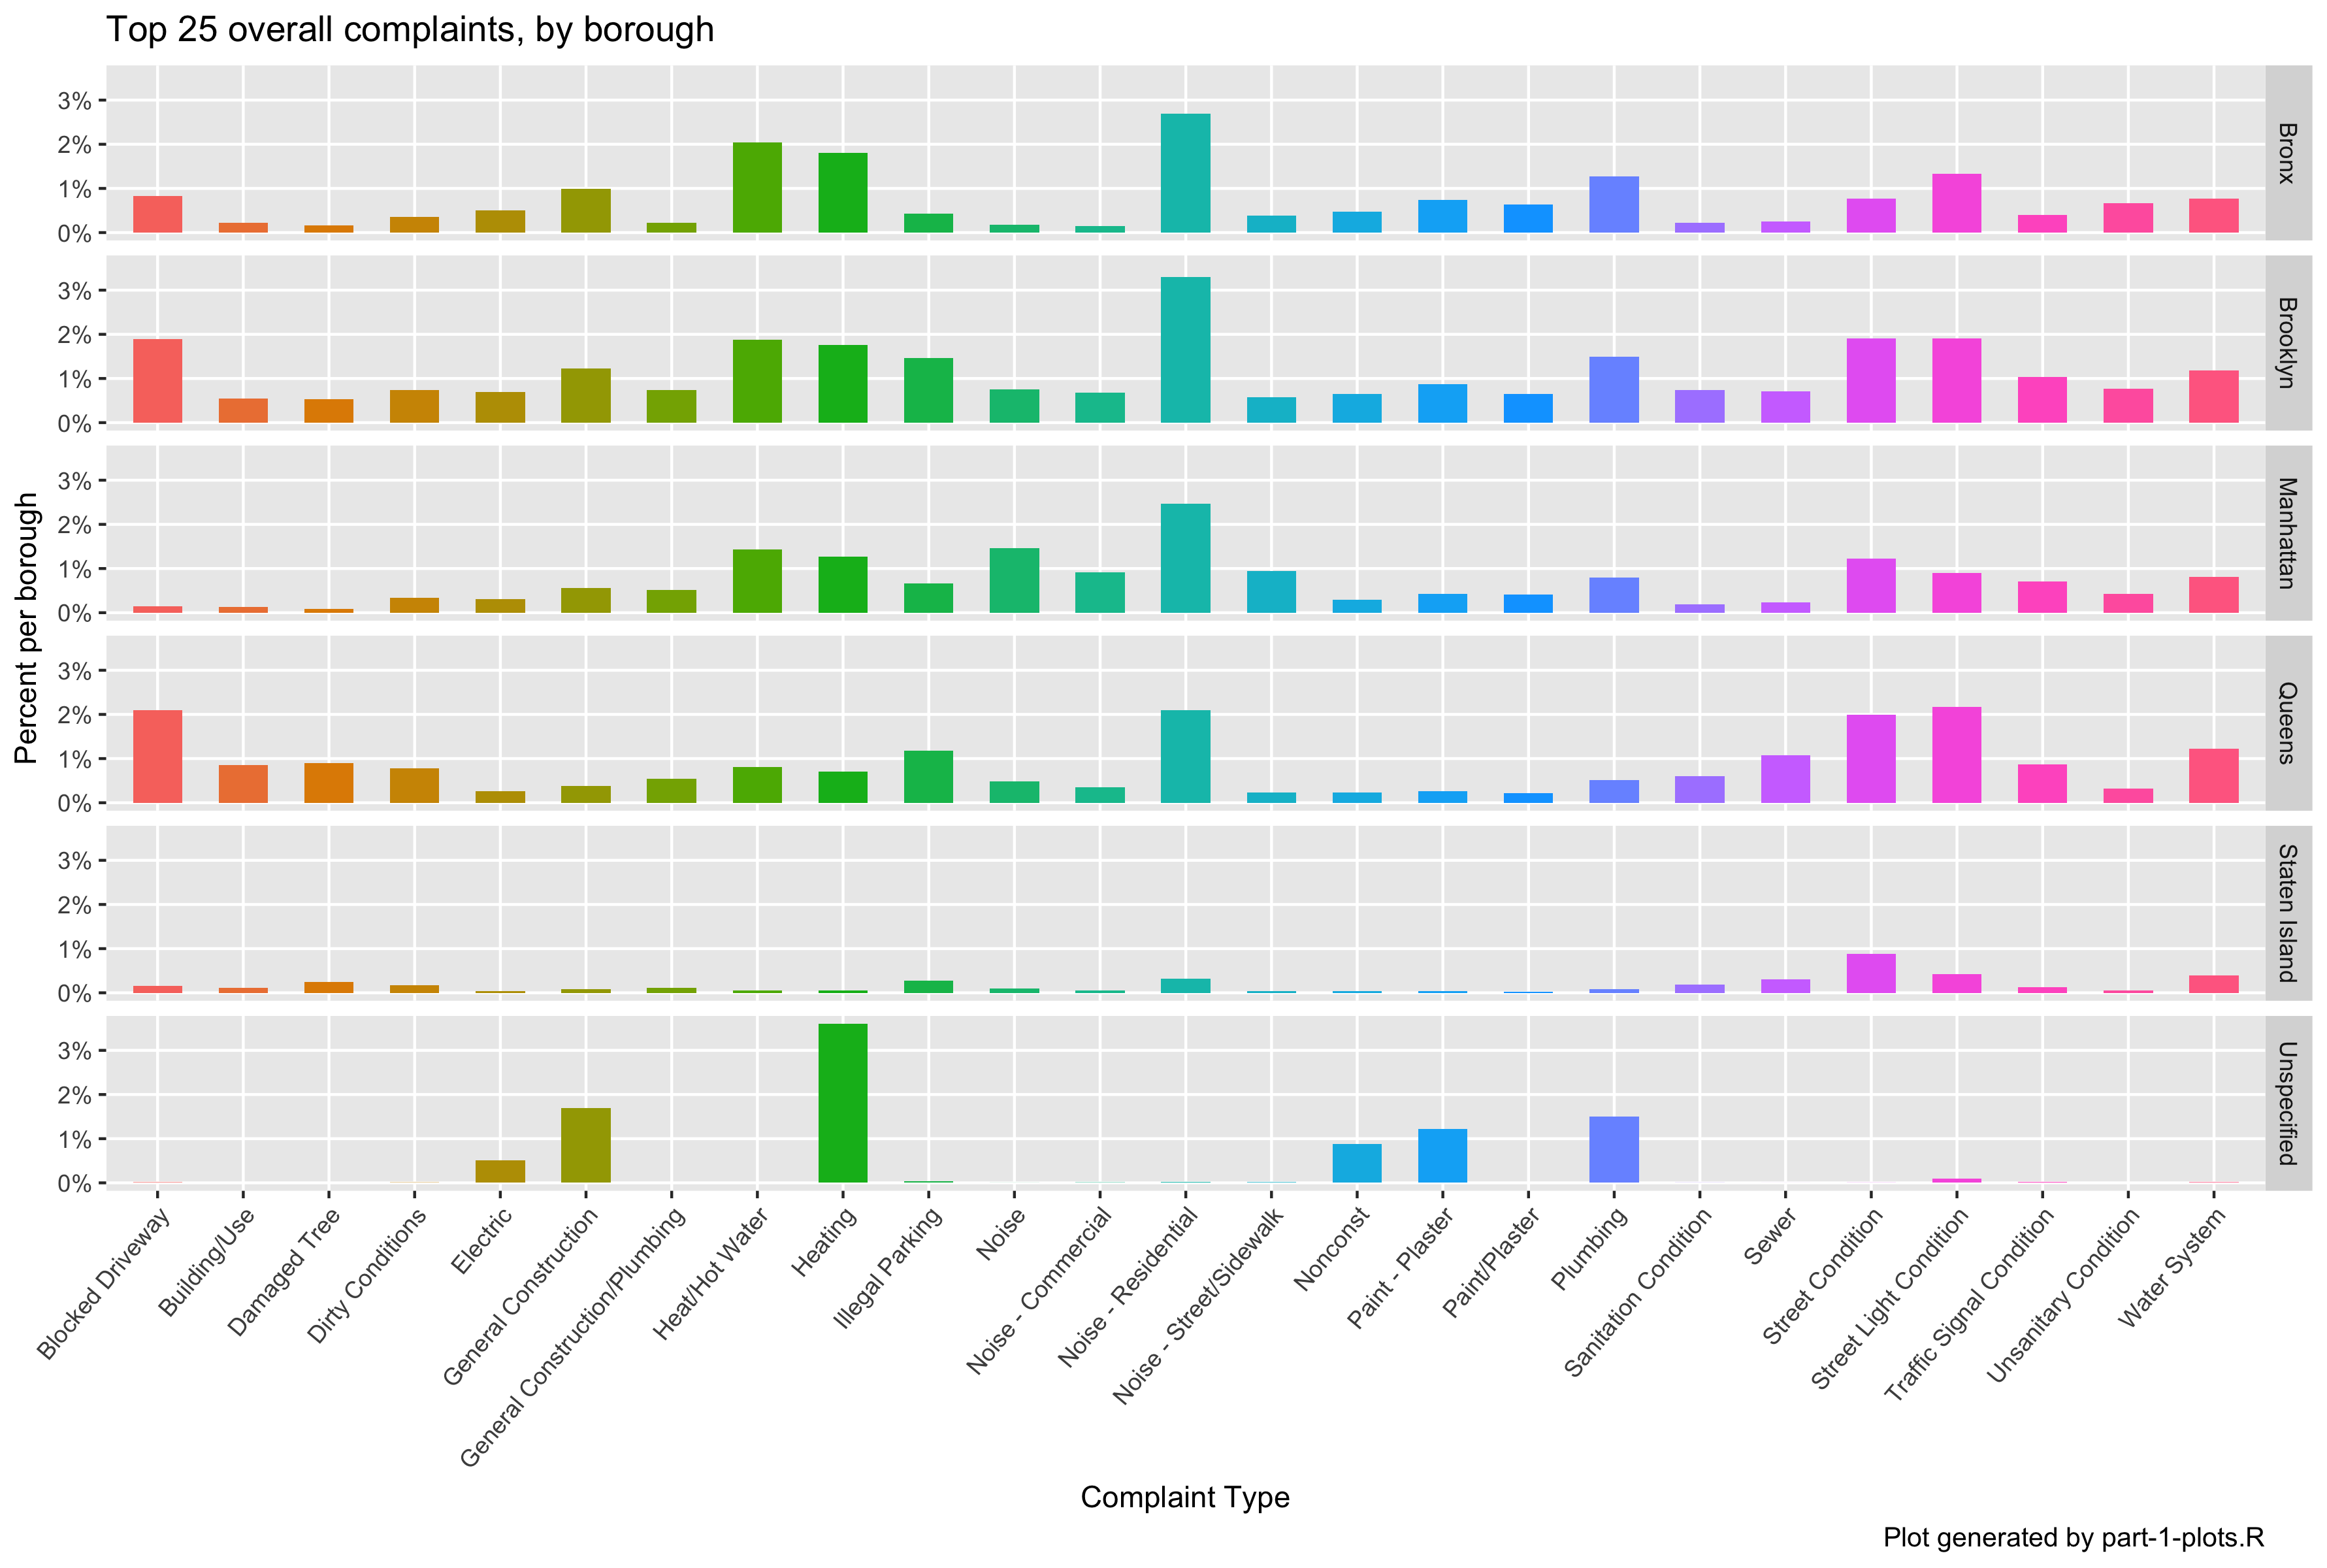 Top 25 overall complaints, by borough
Percent per borough
3%
2%
1%
0%
Bronx
3%
2%
1%
0%
Brooklyn
3%
2%
1%
0%
Manhattan
3%
2%
1%
0%
Queens
3%
2%
1%
0%
Staten Island
3%
2%
1%
0%
Unspecified
Blocked Driveway
Building/Use
Damaged Tree
Dirty Conditions
Electric
General Construction
General Construction/Plumbing
Heat/Hot Water
Heating
Illegal Parking
Noise
Noise - Commercial
Noise - Residential
Noise - Street/Sidewalk
Nonconst
Paint - Plaster
Paint/Plaster
Plumbing
Sanitation Condition
Sewer
Street Condition
Street Light Condition
Traffic Signal Condition
Unsanitary Condition
Water System
Complaint Type
Plot generated by part-1-plots.R